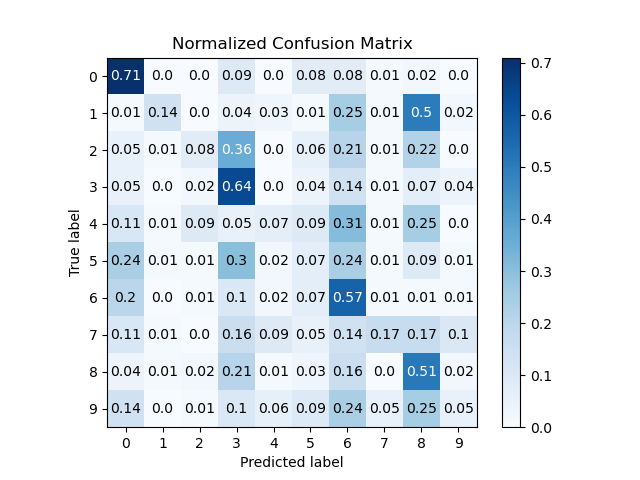 Normalized Confusion Matrix
0 0.71 0.0 0.0 0.09 0.0 0.08 0.08 0.01 0.02 0.0
1 0.01 0.14 0.0 0.04 0.03 0.01 0.25 0.01 0.5 0.02
2 0.05 0.01 0.08 0.36 0.0 0.06 0.21 0.01 0.22 0.0
3 0.05 0.0 0.02 0.64 0.0 0.04 0.14 0.01 0.07 0.04
4 0.11 0.01 0.09 0.05 0.07 0.09 0.31 0.01 0.25 0.0
5 0.24 0.01 0.01 0.3 0.02 0.07 0.24 0.01 0.09 0.01
6 0.2 0.0 0.01 0.1 0.02 0.07 0.57 0.01 0.01 0.01
7 0.11 0.01 0.0 0.16 0.09 0.05 0.14 0.17 0.17 0.1
8 0.04 0.01 0.02 0.21 0.01 0.03 0.16 0.0 0.51 0.02
9 0.14 0.0 0.01 0.1 0.06 0.09 0.24 0.05 0.25 0.05
0 1 2 3 4 5 6 7 8 9
Predicted label
True label
0.7
0.6
0.5
0.4
0.3
0.2
0.1
0.0